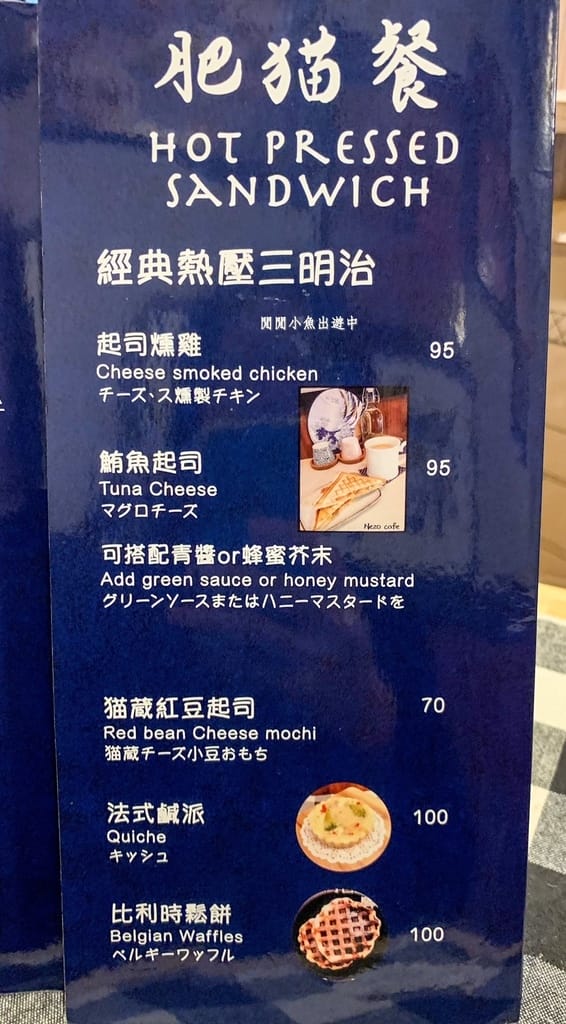 肥猫餐
HOT PRESSED
SANDWICH
經典熱壓三明治
閒閒小魚出遊中
起司燻雞 95
Cheese smoked chicken
チーズ、ス燻製チキン
鮪魚起司 95
Tuna Cheese
マグロチーズ
Nezo cafe
可搭配青醬or蜂蜜芥末
Add green sauce or honey mustard
グリーンソースまたはハニーマスタードを
猫蔵紅豆起司 70
Red bean Cheese mochi
猫蔵チーズ小豆おもち
法式鹹派 100
Quiche
キッシュ
比利時鬆餅 100
Belgian Waffles
ベルギーワッフル